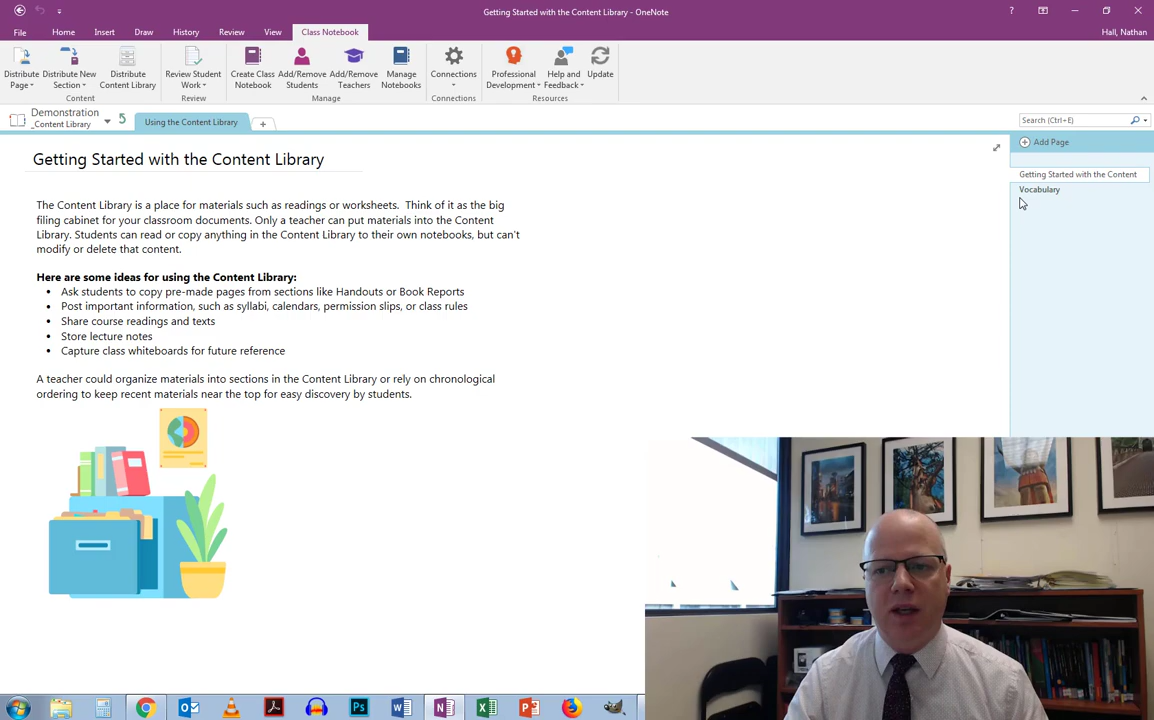 Getting Started with the Content Library - OneNote
?
File
Home
Insert
Draw
History
Review
View
Class Notebook
Hall, Nathan
Distribute Page
Distribute New Section
Distribute Content Library
Review Student Work
Create Class Notebook
Add/Remove Students
Add/Remove Teachers
Manage Notebooks
Connections
Professional Development
Help and Feedback
Update
Content
Review
Manage
Connections
Resources
Demonstration
_Content Library
Using the Content Library
Search (Ctrl+E)
Add Page
Getting Started with the Content
Vocabulary
Getting Started with the Content Library
The Content Library is a place for materials such as readings or worksheets. Think of it as the big
filing cabinet for your classroom documents. Only a teacher can put materials into the Content
Library. Students can read or copy anything in the Content Library to their own notebooks, but can't
modify or delete that content.
Here are some ideas for using the Content Library:
• Ask students to copy pre-made pages from sections like Handouts or Book Reports
• Post important information, such as syllabi, calendars, permission slips, or class rules
• Share course readings and texts
• Store lecture notes
• Capture class whiteboards for future reference
A teacher could organize materials into sections in the Content Library or rely on chronological
ordering to keep recent materials near the top for easy discovery by students.